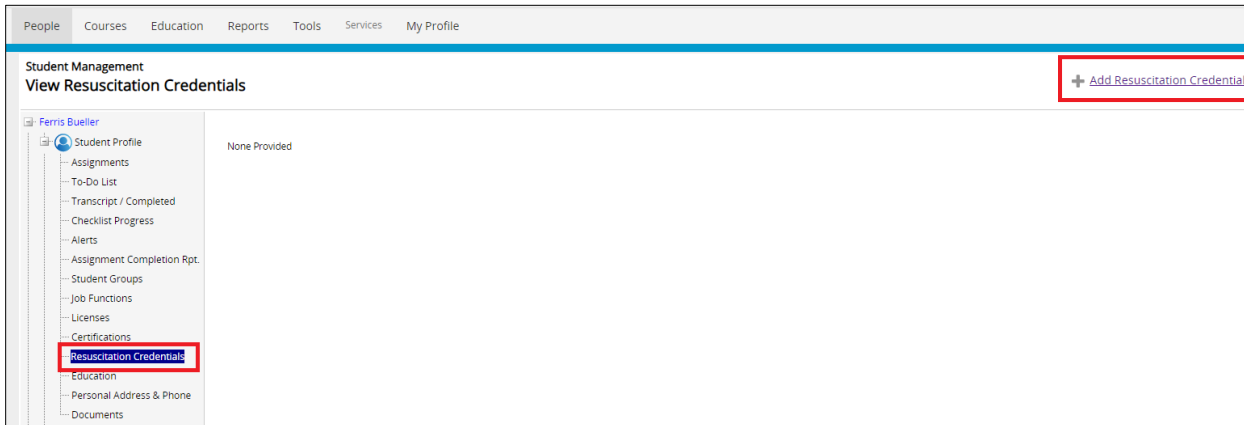 People Courses Education Reports Tools Services My Profile
Student Management
View Resuscitation Credentials
Add Resuscitation Credential
Ferris Bueller
Student Profile
None Provided
Assignments
To-Do List
Transcript / Completed
Checklist Progress
Alerts
Assignment Completion Rpt.
Student Groups
Job Functions
Licenses
Certifications
Resuscitation Credentials
Education
Personal Address & Phone
Documents